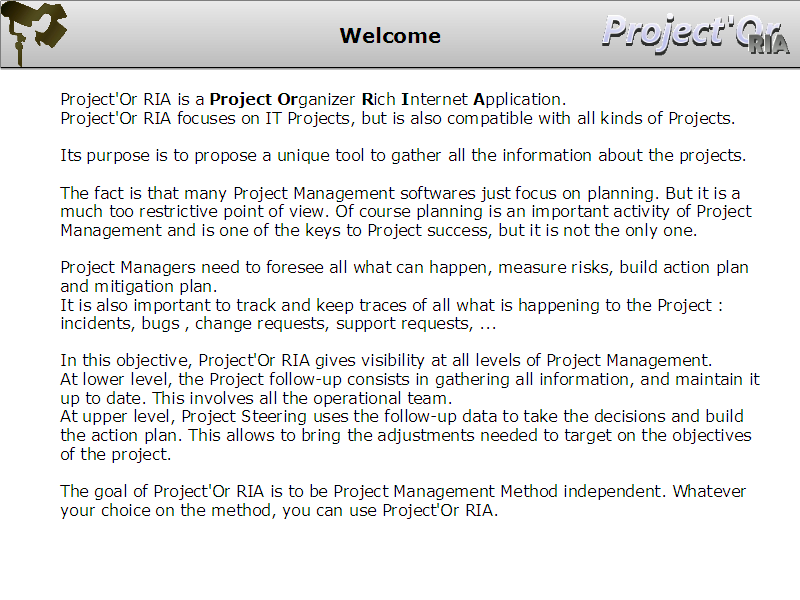 Welcome
Project'Or
RIA
Project'Or RIA is a Project Organizer Rich Internet Application.
Project'Or RIA focuses on IT Projects, but is also compatible with all kinds of Projects.
Its purpose is to propose a unique tool to gather all the information about the projects.
The fact is that many Project Management softwares just focus on planning. But it is a
much too restrictive point of view. Of course planning is an important activity of Project
Management and is one of the keys to Project success, but it is not the only one.
Project Managers need to foresee all what can happen, measure risks, build action plan
and mitigation plan.
It is also important to track and keep traces of all what is happening to the Project :
incidents, bugs , change requests, support requests, ...
In this objective, Project'Or RIA gives visibility at all levels of Project Management.
At lower level, the Project follow-up consists in gathering all information, and maintain it
up to date. This involves all the operational team.
At upper level, Project Steering uses the follow-up data to take the decisions and build
the action plan. This allows to bring the adjustments needed to target on the objectives
of the project.
The goal of Project'Or RIA is to be Project Management Method independent. Whatever
your choice on the method, you can use Project'Or RIA.